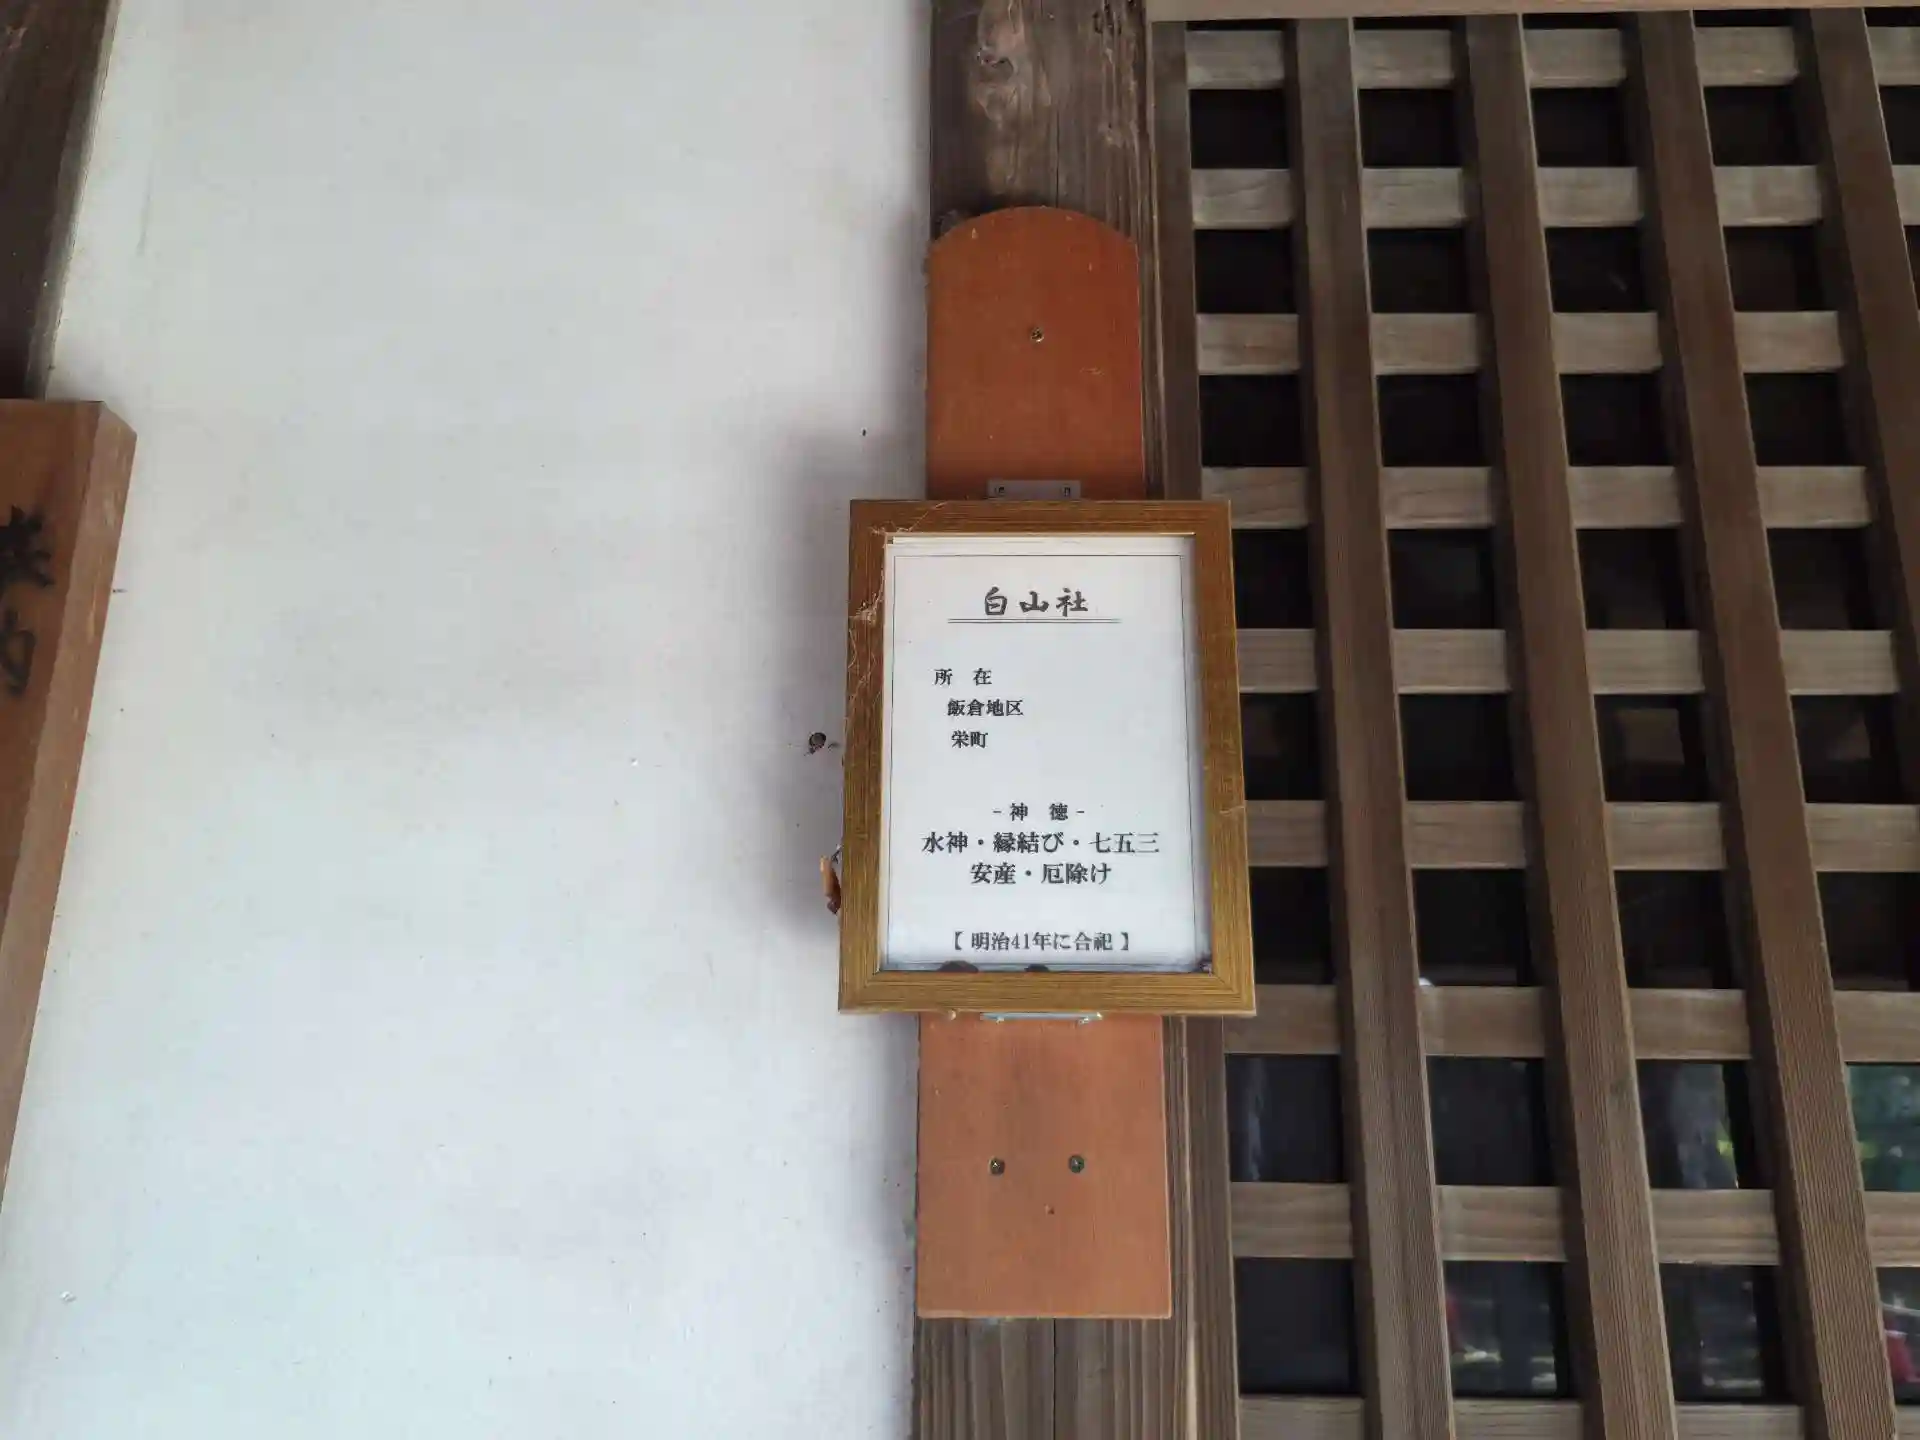 白山社
所 在
飯倉地区
栄町
- 神 徳 -
水神・縁結び・七五三
安産・厄除け
【 明治41年に合祀 】